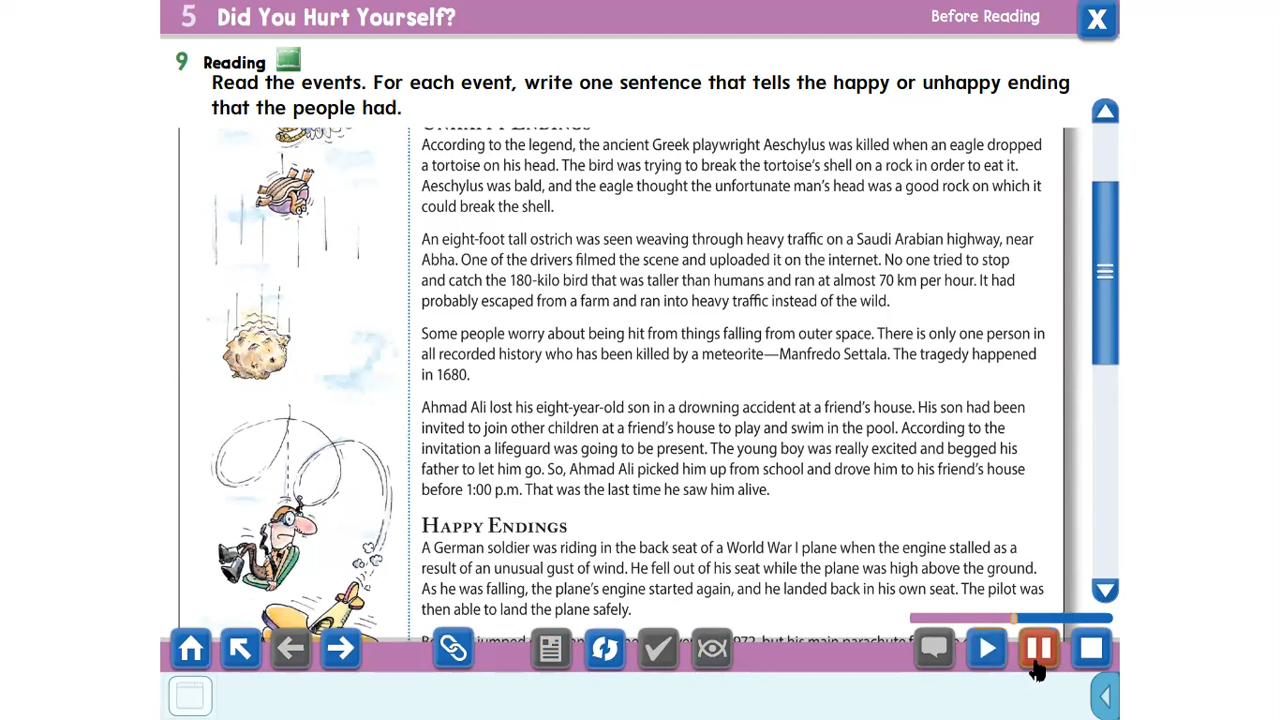 5 Did You Hurt Yourself?
Before Reading
X
9 Reading
Read the events. For each event, write one sentence that tells the happy or unhappy ending
that the people had.
UNHAPPY ENDINGS
According to the legend, the ancient Greek playwright Aeschylus was killed when an eagle dropped
a tortoise on his head. The bird was trying to break the tortoise's shell on a rock in order to eat it.
Aeschylus was bald, and the eagle thought the unfortunate man's head was a good rock on which it
could break the shell.
An eight-foot tall ostrich was seen weaving through heavy traffic on a Saudi Arabian highway, near
Abha. One of the drivers filmed the scene and uploaded it on the internet. No one tried to stop
and catch the 180-kilo bird that was taller than humans and ran at almost 70 km per hour. It had
probably escaped from a farm and ran into heavy traffic instead of the wild.
Some people worry about being hit from things falling from outer space. There is only one person in
all recorded history who has been killed by a meteorite—Manfredo Settala. The tragedy happened
in 1680.
Ahmad Ali lost his eight-year-old son in a drowning accident at a friend's house. His son had been
invited to join other children at a friend's house to play and swim in the pool. According to the
invitation a lifeguard was going to be present. The young boy was really excited and begged his
father to let him go. So, Ahmad Ali picked him up from school and drove him to his friend's house
before 1:00 p.m. That was the last time he saw him alive.
HAPPY ENDINGS
A German soldier was riding in the back seat of a World War I plane when the engine stalled as a
result of an unusual gust of wind. He fell out of his seat while the plane was high above the ground.
As he was falling, the plane's engine started again, and he landed back in his own seat. The pilot was
then able to land the plane safely.
jumped 1972, but his main parachute